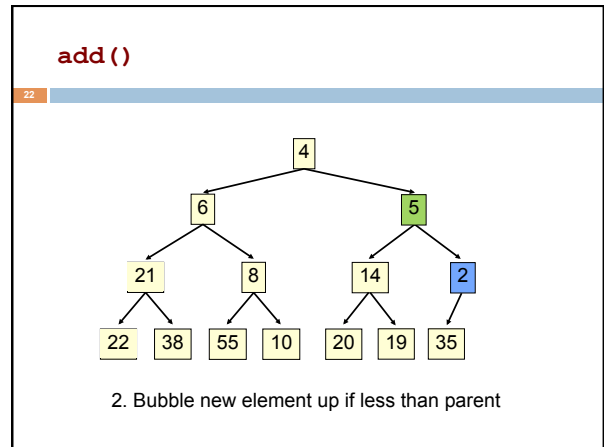 add()
22
4
6 5
21 8 14 2
22 38 55 10 20 19 35
2. Bubble new element up if less than parent